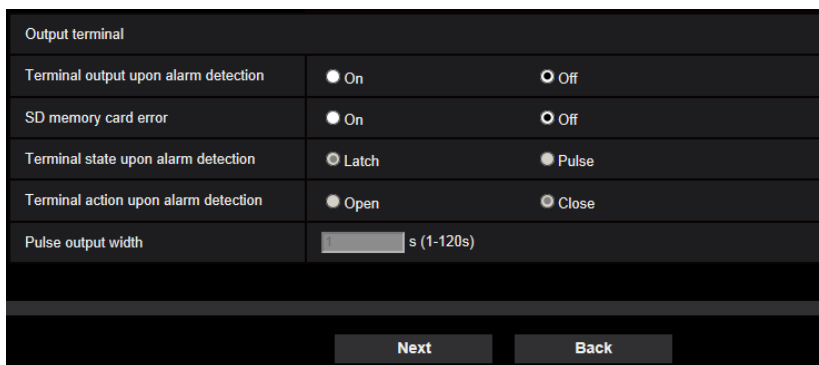 Output terminal
Terminal output upon alarm detection On Off
SD memory card error On Off
Terminal state upon alarm detection Latch Pulse
Terminal action upon alarm detection Open Close
Pulse output width 1 s (1-120s)
Next Back